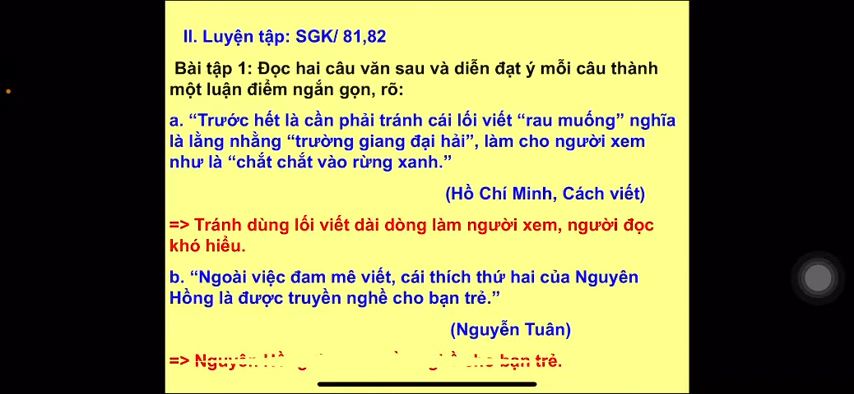 II. Luyện tập: SGK/ 81,82
Bài tập 1: Đọc hai câu văn sau và diễn đạt ý mỗi câu thành
một luận điểm ngắn gọn, rõ:
a. “Trước hết là cần phải tránh cái lối viết “rau muống” nghĩa
là lằng nhằng “trường giang đại hải”, làm cho người xem
như là “chắt chắt vào rừng xanh.”
(Hồ Chí Minh, Cách viết)
=> Tránh dùng lối viết dài dòng làm người xem, người đọc
khó hiểu.
b. “Ngoài việc đam mê viết, cái thích thứ hai của Nguyên
Hồng là được truyền nghề cho bạn trẻ.”
(Nguyễn Tuân)
=> bạn trẻ.